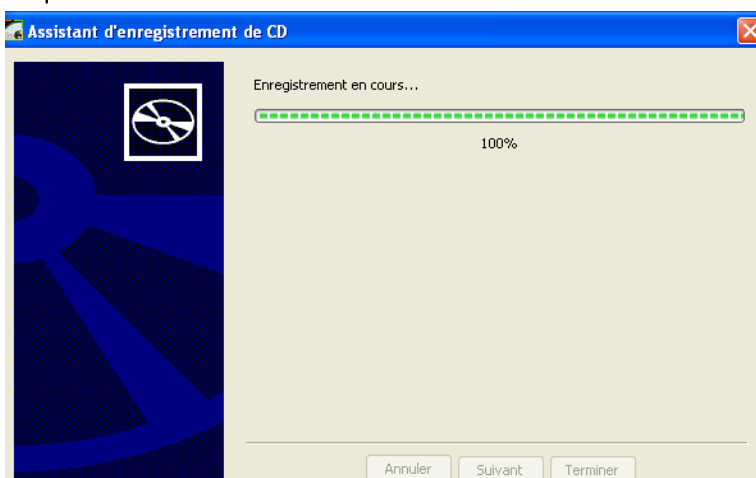 Assistant d'enregistrement de CD
Enregistrement en cours...
100%
Annuler Suivant Terminer